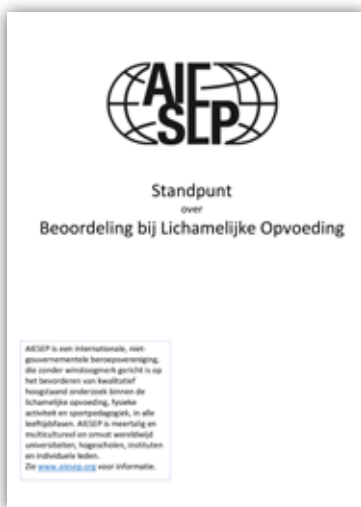 AIE
SEP
Standpunt
over
Beoordeling bij Lichamelijke Opvoeding
AIESEP is een internationale, niet-
gouvernementele beroepsvereniging,
die zonder winstoogmerk gericht is op
het bevorderen van kwalitatief
hoogstaand onderzoek binnen de
lichamelijke opvoeding, fysieke
activiteit en sportpedagogiek, in alle
leeftijdsfasen. AIESEP is meertalig en
multicultureel en omvat wereldwijd
universiteiten, hogescholen, instituten
en individuele leden.
Zie www.aiesep.org voor informatie.